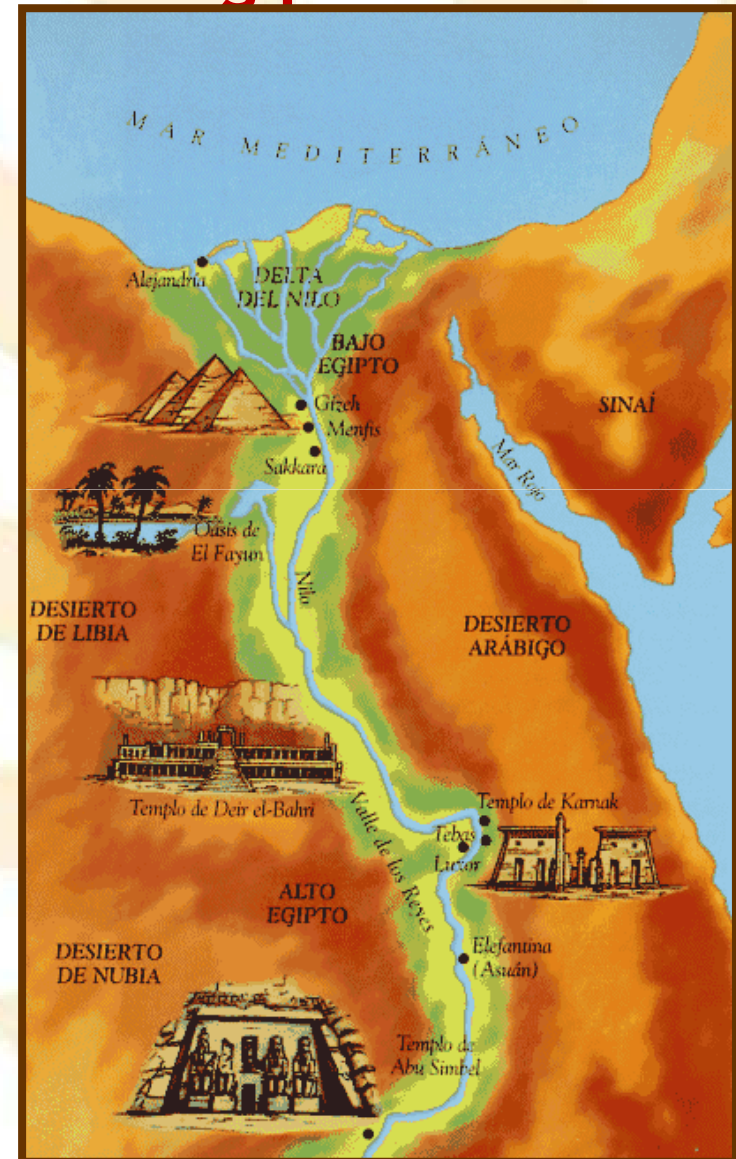 MAR MEDITERRÁNEO
Alejandría
DELTA
DEL NILO
BAJO
EGIPTO
Gizeh
Menfis
SINAÍ
Sakkara
Mar Rojo
Oasis de
El Fayun
Nilo
DESIERTO
DE LIBIA
DESIERTO
ARÁBIGO
Templo de Deir el-Bahri
Templo de Karnak
Valle de los Reyes
Tebas
Luxor
ALTO
EGIPTO
Elefantina
(Asuán)
DESIERTO
DE NUBIA
Templo de
Abu Simbel